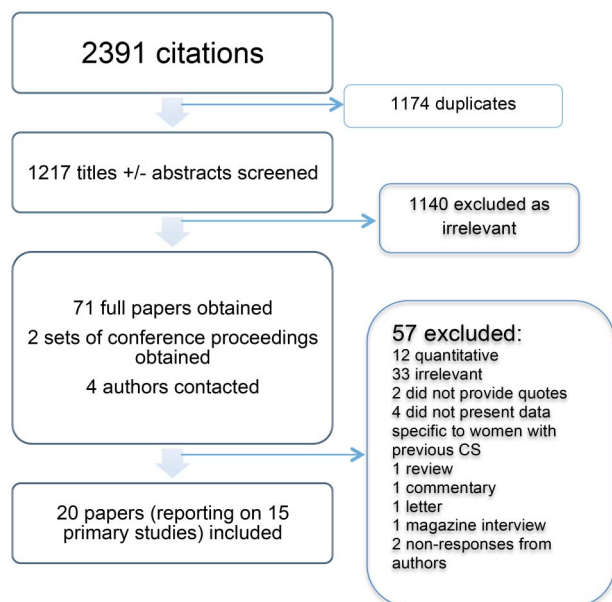 2391 citations
1174 duplicates
1217 titles +/- abstracts screened
1140 excluded as
irrelevant
71 full papers obtained
2 sets of conference proceedings
obtained
4 authors contacted
57 excluded:
12 quantitative
33 irrelevant
2 did not provide quotes
4 did not present data
specific to women with
previous CS
1 review
1 commentary
1 letter
1 magazine interview
2 non-responses from
authors
20 papers (reporting on 15
primary studies) included